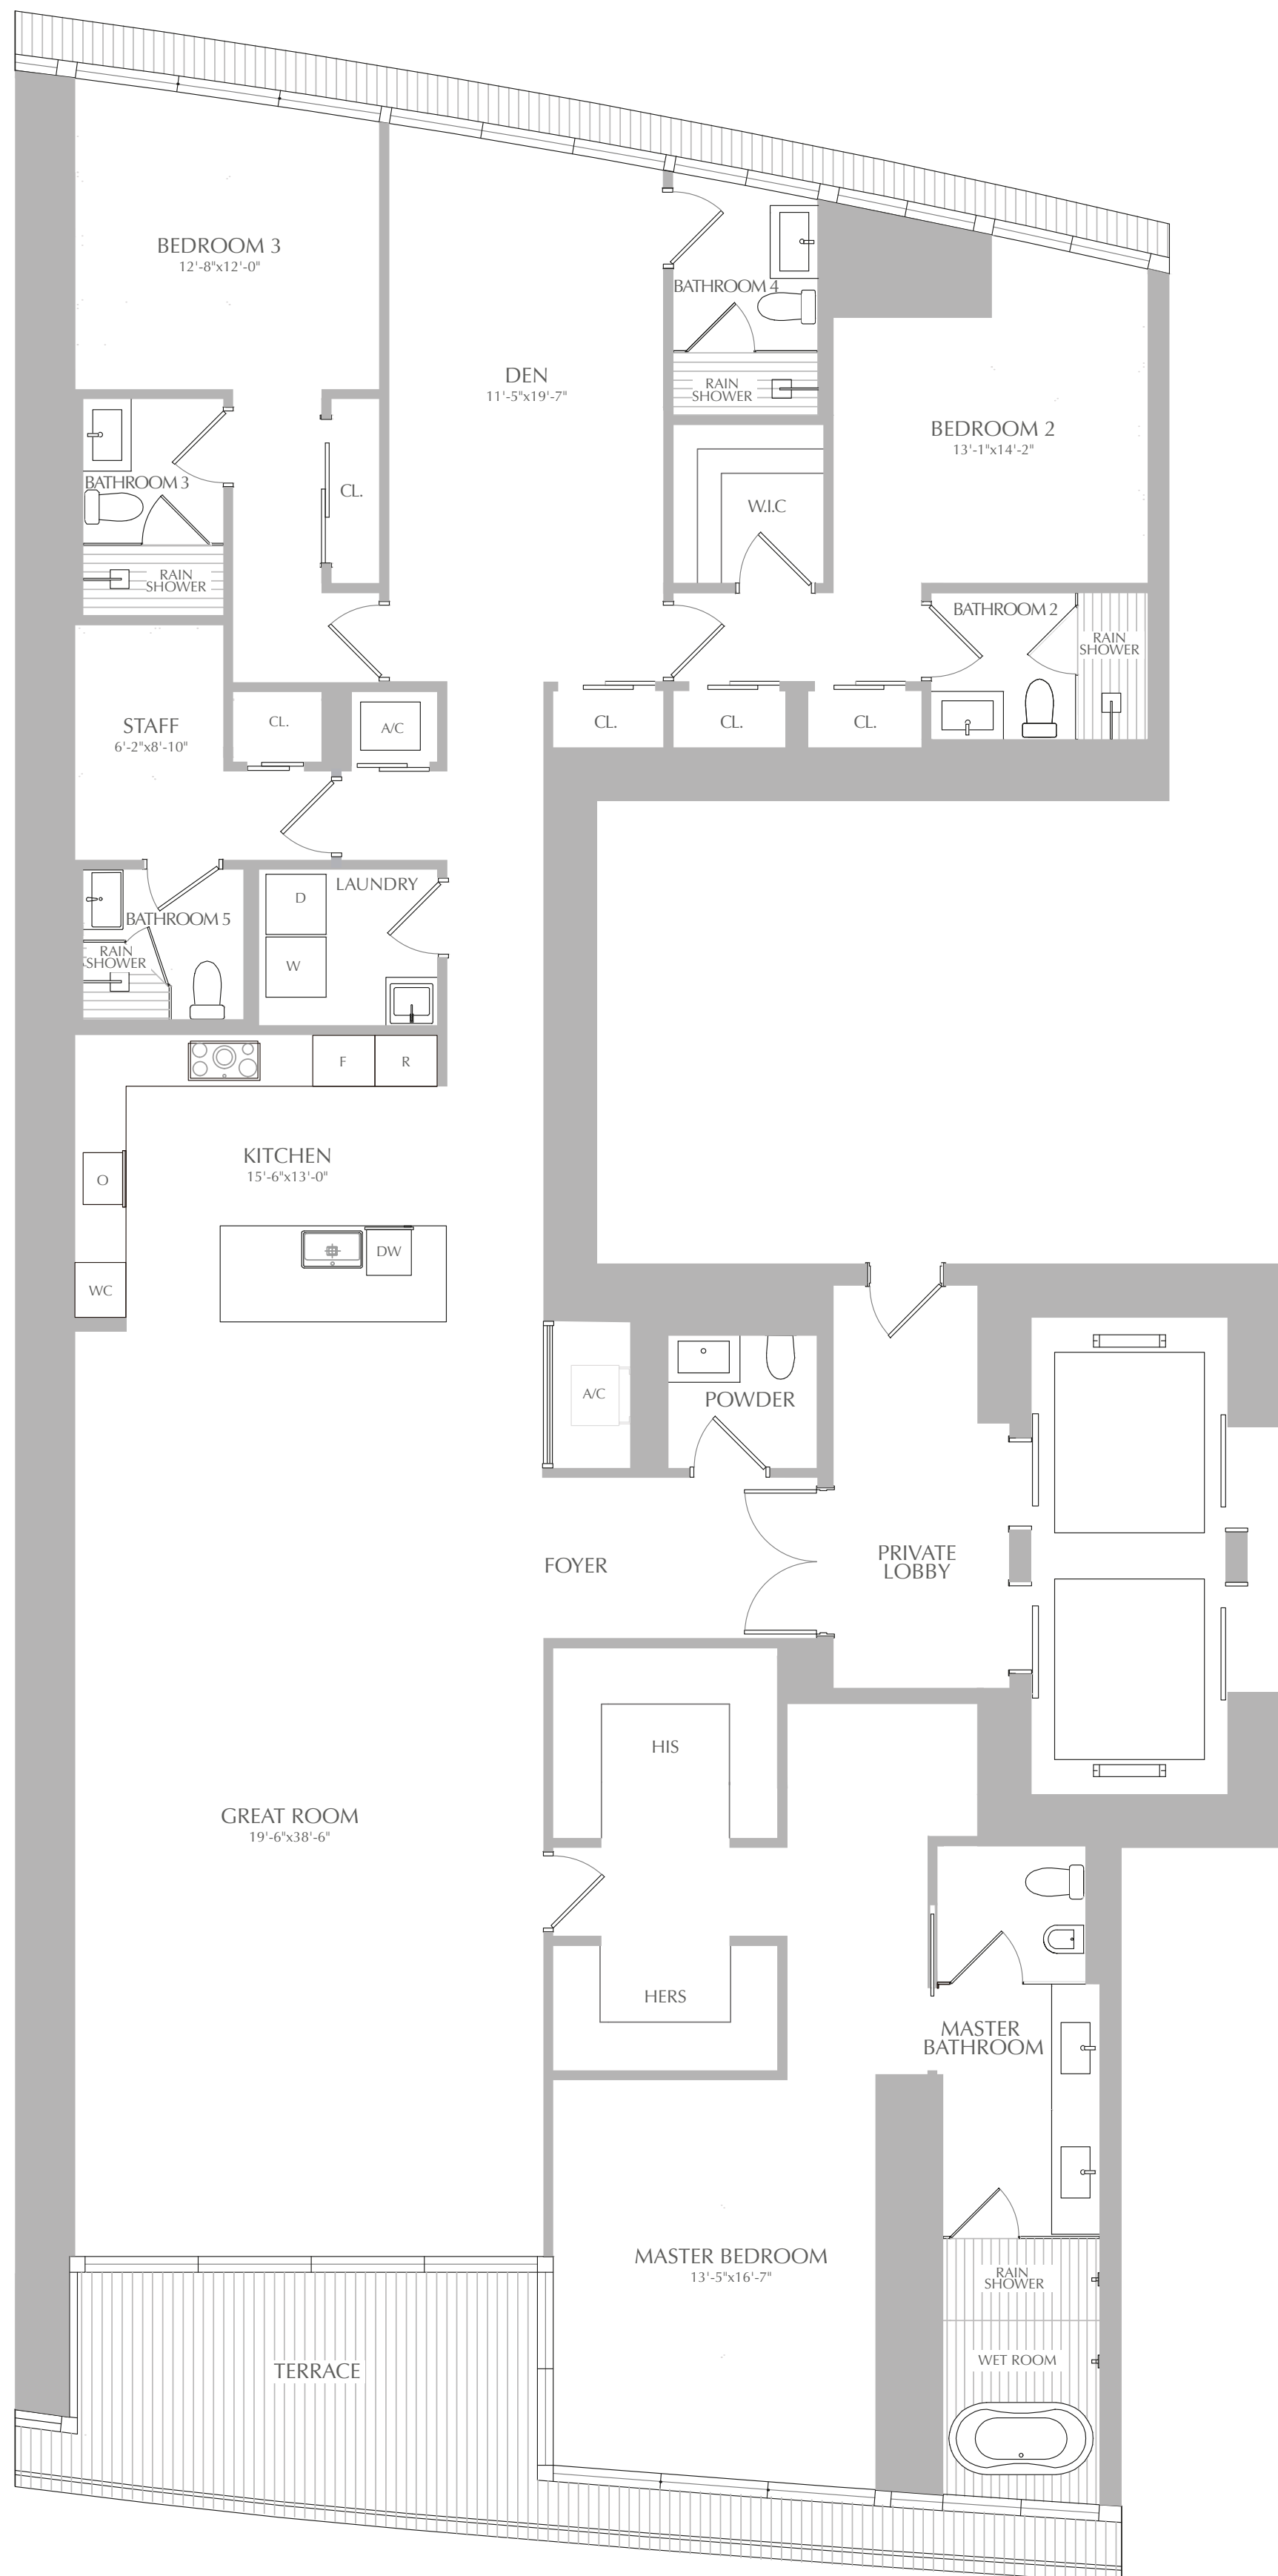 BEDROOM 3
12'-8"x12'-0"
BATHROOM 4
RAIN
SHOWER
DEN
11'-5"x19'-7"
BEDROOM 2
13'-1"x14'-2"
BATHROOM 3
CL.
W.I.C
RAIN
SHOWER
BATHROOM 2
RAIN
SHOWER
STAFF
6'-2"x8'-10"
CL.
A/C
CL.
CL.
CL.
LAUNDRY
D
W
BATHROOM 5
RAIN
SHOWER
F
R
KITCHEN
15'-6"x13'-0"
O
DW
WC
A/C
POWDER
FOYER
PRIVATE
LOBBY
HIS
GREAT ROOM
19'-6"x38'-6"
HERS
MASTER
BATHROOM
MASTER BEDROOM
13'-5"x16'-7"
RAIN
SHOWER
WET ROOM
TERRACE